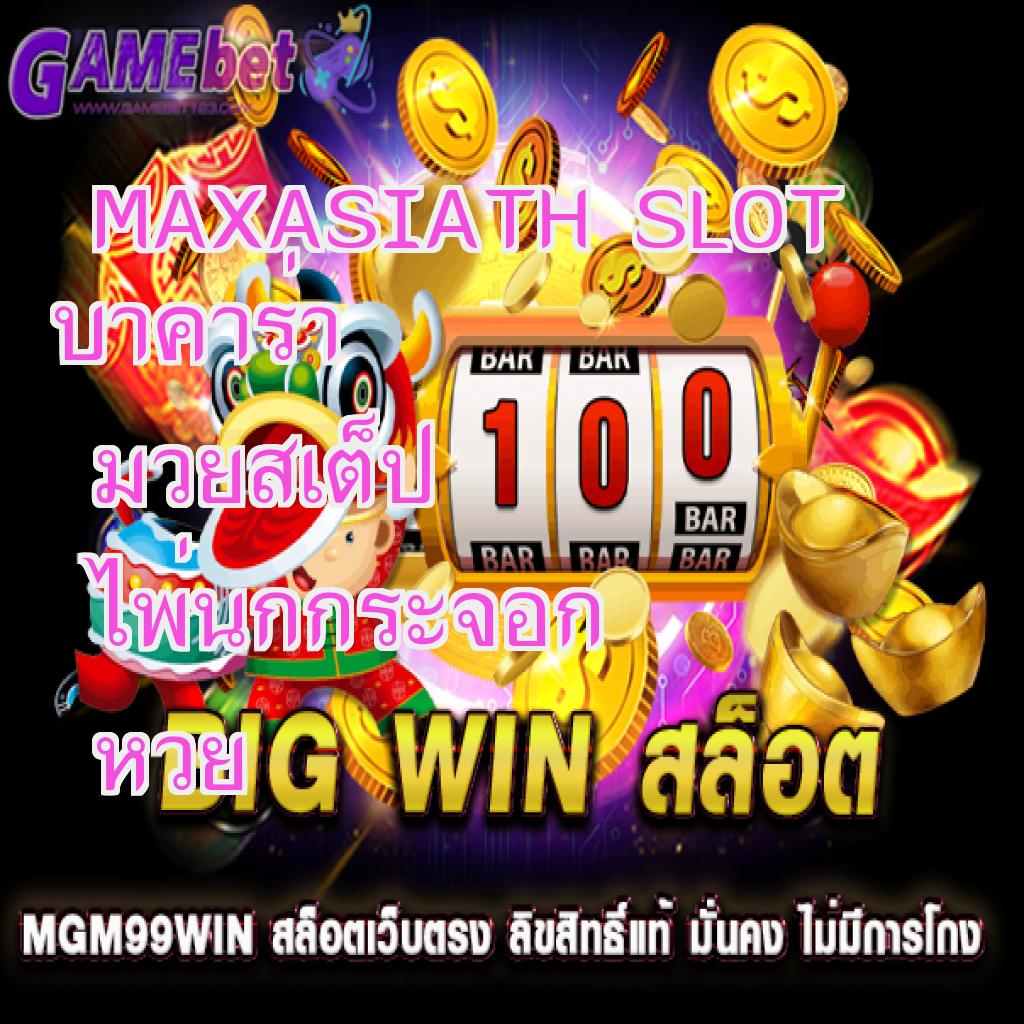 GAMEbet
MAXASIATH SLOT
บาคาร่า
BAR BAR
100
BAR
BAR BAR BAR
มวยสเต็ป
ไพ่นกกระจอก
หวย
BIG WIN สล็อต
MGM99WIN สล็อตเว็บตรง ลิขสิทธิ์แท้ มั่นคง ไม่มีการโกง